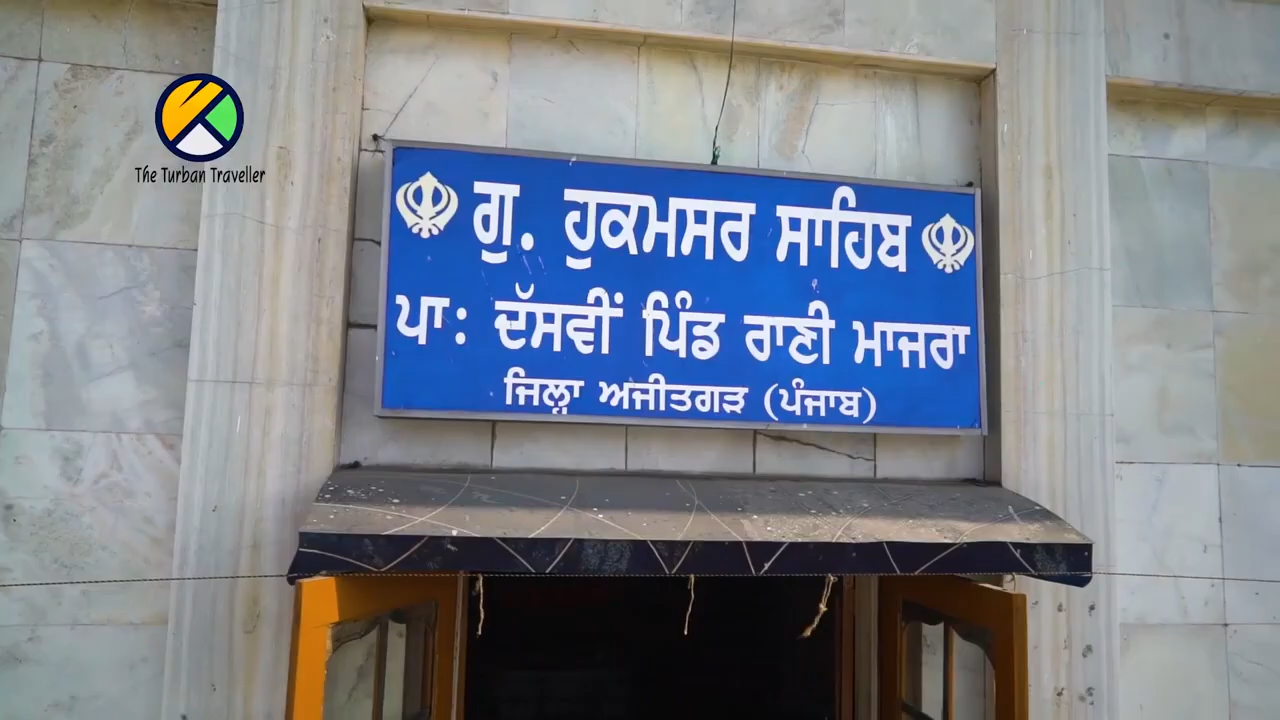 The Turban Traveller
ਗੁ. ਹੁਕਮਸਰ ਸਾਹਿਬ
ਪਾ: ਦੱਸਵੀਂ ਪਿੰਡ ਰਾਣੀ ਮਾਜਰਾ
ਜਿਲ੍ਹਾ ਅਜੀਤਗੜ (ਪੰਜਾਬ)